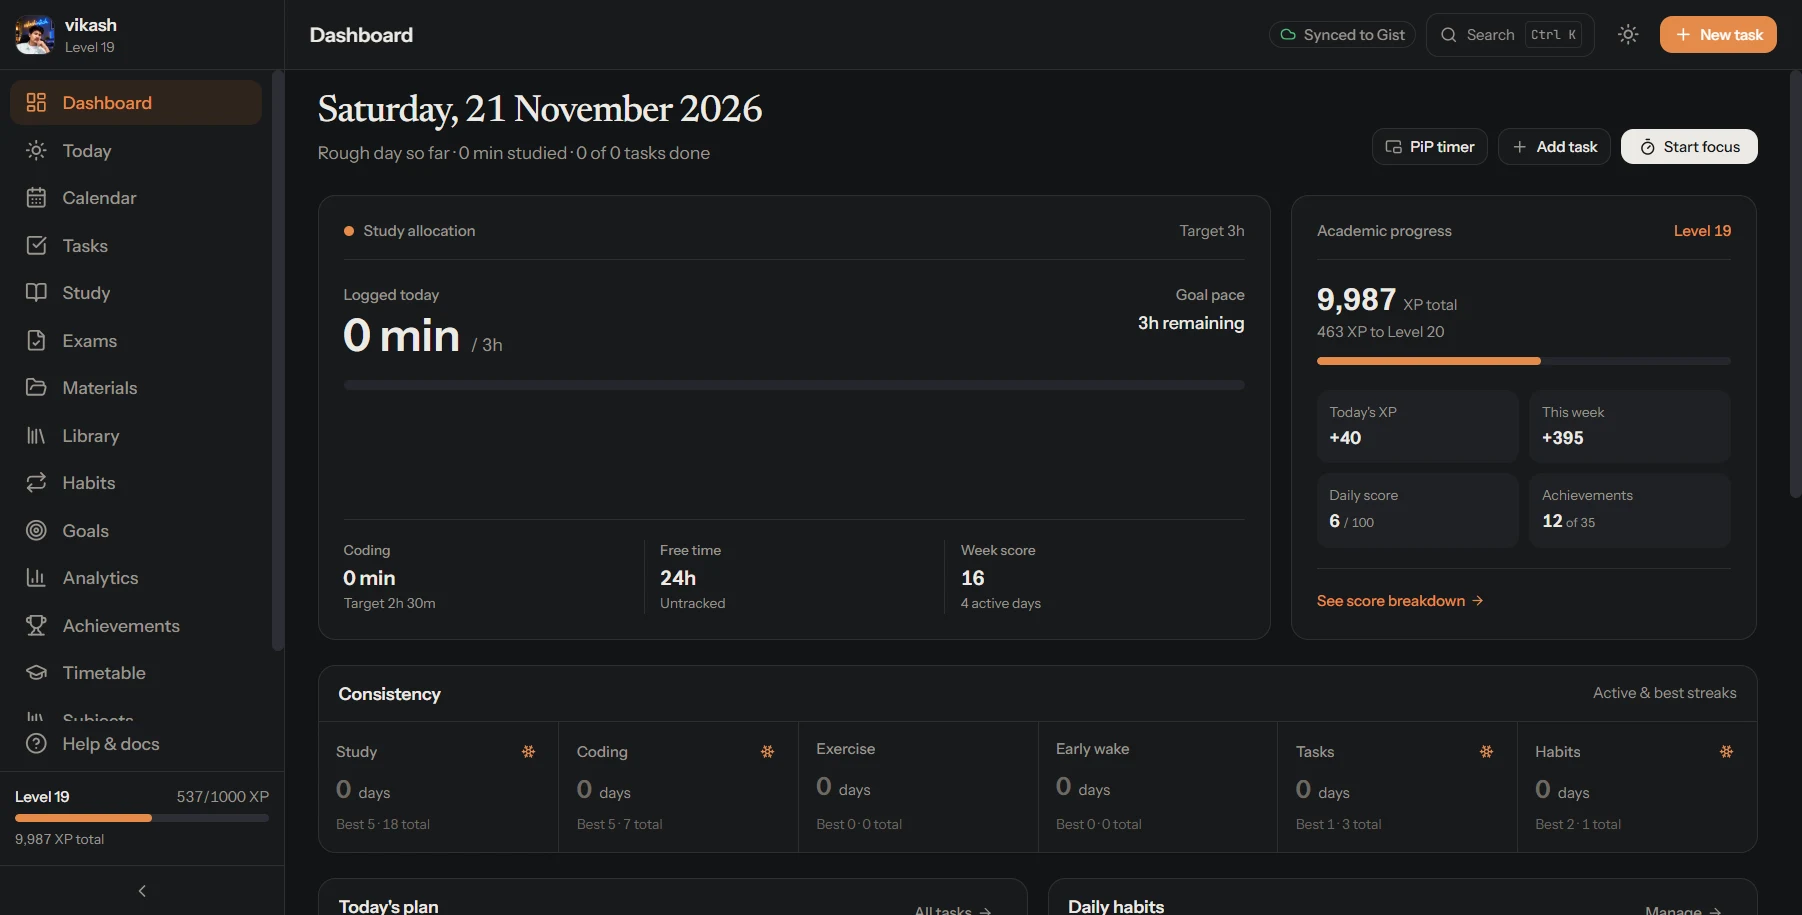 vikash
Level 19
Dashboard
Synced to Gist
Search
Ctrl K
New task
Dashboard
Today
Calendar
Tasks
Study
Exams
Materials
Library
Habits
Goals
Analytics
Achievements
Timetable
Subjects
Help & docs
Level 19
537/1000 XP
9,987 XP total
Saturday, 21 November 2026
Rough day so far · 0 min studied · 0 of 0 tasks done
PiP timer
Add task
Start focus
Study allocation
Target 3h
Logged today
Goal pace
0 min / 3h
3h remaining
Coding
0 min
Target 2h 30m
Free time
24h
Untracked
Week score
16
4 active days
Academic progress
Level 19
9,987 XP total
463 XP to Level 20
Today's XP
+40
This week
+395
Daily score
6 / 100
Achievements
12 of 35
See score breakdown →
Consistency
Active & best streaks
Study
0 days
Best 5 · 18 total
Coding
0 days
Best 5 · 7 total
Exercise
0 days
Best 0 · 0 total
Early wake
0 days
Best 0 · 0 total
Tasks
0 days
Best 1 · 3 total
Habits
0 days
Best 2 · 1 total
Today's plan
All tasks →
Daily habits
Manage →